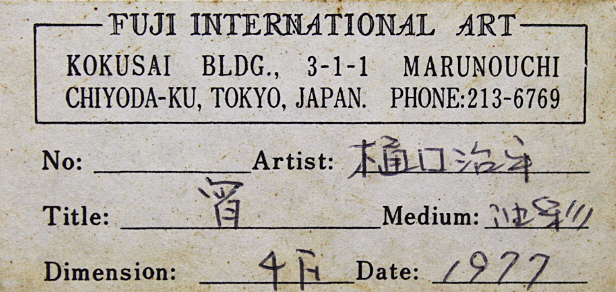 FUJI INTERNATIONAL ART
KOKUSAI BLDG., 3-1-1 MARUNOUCHI
CHIYODA-KU, TOKYO, JAPAN. PHONE:213-6769
No: Artist: 樋口治平
Title: 宵 Medium: 油彩
Dimension: 4F Date: 1977